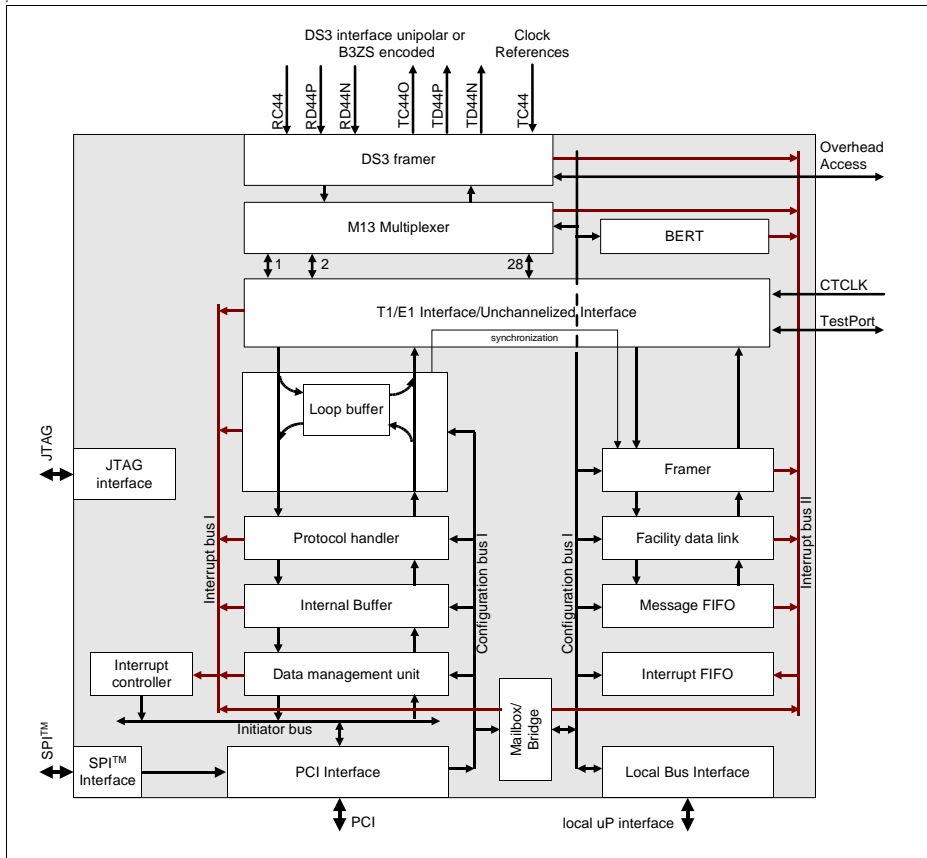 DS3 interface unipolar or
B3ZS encoded
Clock
References
RC44
RD44P
RD44N
TC44O
TD44P
TD44N
TC44
DS3 framer
Overhead
Access
M13 Multiplexer
BERT
1
2
28
CTCLK
T1/E1 Interface/Unchannelized Interface
TestPort
synchronization
Loop buffer
JTAG
JTAG
interface
Framer
Interrupt bus I
Protocol handler
Configuration bus I
Configuration bus I
Facility data link
Interrupt bus II
Internal Buffer
Message FIFO
Interrupt
controller
Data management unit
Interrupt FIFO
Initiator bus
Mailbox/
Bridge
SPI™
SPI™
Interface
PCI Interface
Local Bus Interface
PCI
local uP interface